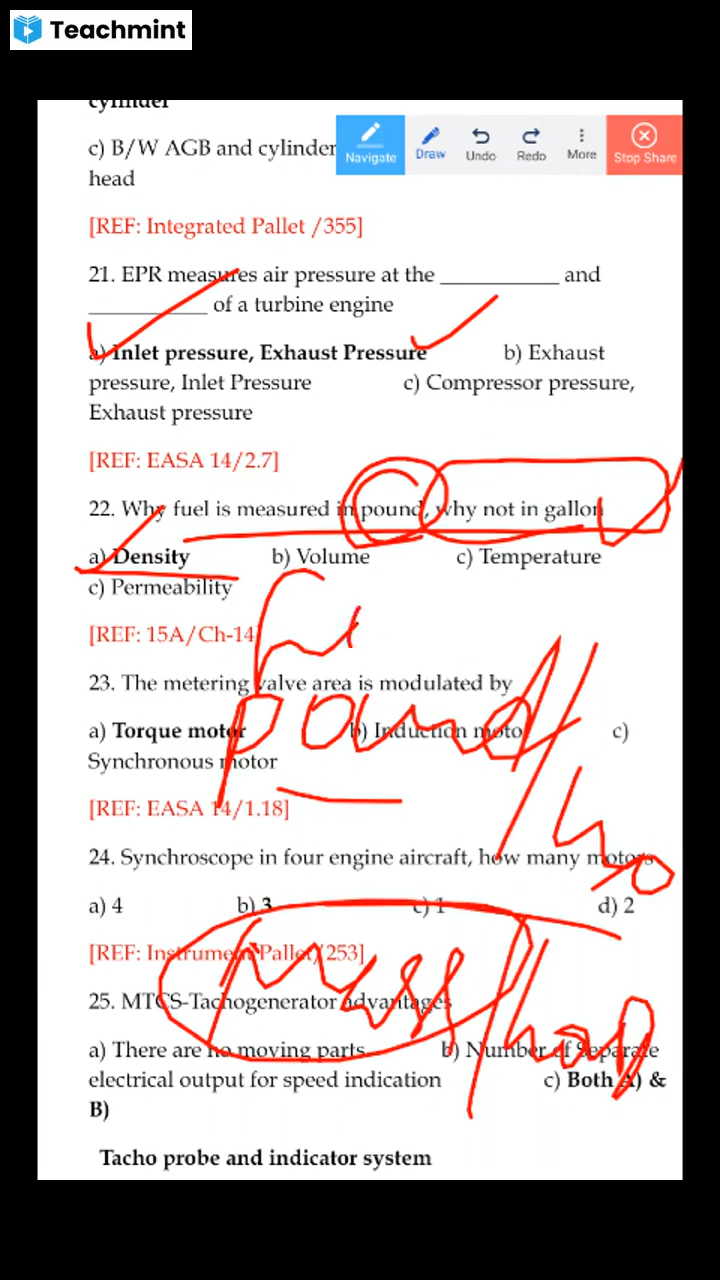 Teachmint
cylinder
c) B/W AGB and cylinder
head
Navigate Draw Undo Redo More Stop Share
[REF: Integrated Pallet /355]
21. EPR measures air pressure at the ___________ and
___________ of a turbine engine
a) Inlet pressure, Exhaust Pressure b) Exhaust
pressure, Inlet Pressure c) Compressor pressure,
Exhaust pressure
[REF: EASA 14/2.7]
22. Why fuel is measured in pound, why not in gallon
a) Density b) Volume c) Temperature
c) Permeability
[REF: 15A/Ch-14
23. The metering valve area is modulated by
pound/ho
a) Torque motor b) Induction moto c)
Synchronous motor
[REF: EASA 14/1.18]
24. Synchroscope in four engine aircraft, how many motors
a) 4 b) 3 c) 1 d) 2
[REF: Instrument Pallet/253]
mass/
25. MTCS-Tachogenerator advantages
a) There are no moving parts b) Number of Separate
electrical output for speed indication c) Both A) &
B)
Tacho probe and indicator system